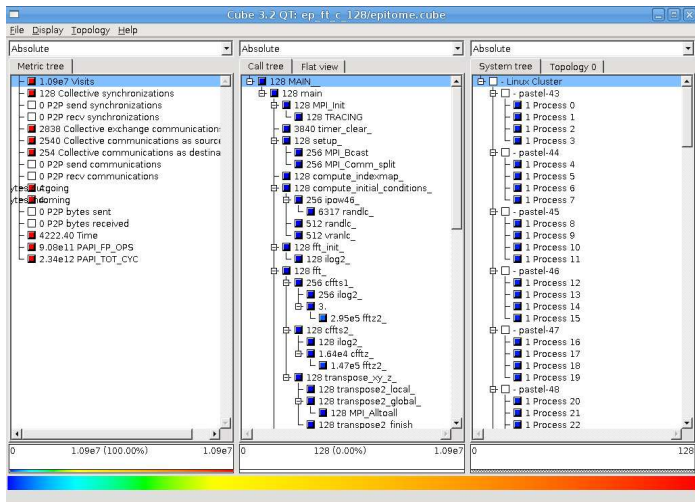 Cube 3.2 QT: ep_ft_c_128/epitome.cube
File Display Topology Help
Absolute
Absolute
Absolute
Metric tree
1.09e7 Visits
128 Collective synchronizations
0 P2P send synchronizations
0 P2P recv synchronizations
2838 Collective exchange communications
2540 Collective communications as source
254 Collective communications as destina
0 P2P send communications
0 P2P recv communications
0 P2P bytes sent
0 P2P bytes received
4222.40 Time
9.08e11 PAPI_FP_OPS
2.34e12 PAPI_TOT_CYC
0 1.09e7 (100.00%) 1.09e7
Call tree Flat view
128 MAIN__
128 main
128 MPI_Init
128 TRACING
3840 timer_clear_
128 setup_
256 MPI_Bcast
256 MPI_Comm_split
128 compute_indexmap_
128 compute_initial_conditions_
256 ipow46_
6317 randlc_
512 randlc_
512 vranlc_
128 fft_init_
128 ilog2_
128 fft_
256 cffts1_
256 ilog2_
3.
2.95e5 fftz2_
128 cffts2_
128 ilog2_
1.64e4 cfftz_
1.47e5 fftz2_
128 transpose_xy_z_
128 transpose2_local_
128 transpose2_global_
128 MPI_Alltoall
128 transpose2_finish
0 128 (0.00%) 1.09e7
System tree Topology 0
- Linux Cluster
- pastel-43
1 Process 0
1 Process 1
1 Process 2
1 Process 3
- pastel-44
1 Process 4
1 Process 5
1 Process 6
1 Process 7
- pastel-45
1 Process 8
1 Process 9
1 Process 10
1 Process 11
- pastel-46
1 Process 12
1 Process 13
1 Process 14
1 Process 15
- pastel-47
1 Process 16
1 Process 17
1 Process 18
1 Process 19
- pastel-48
1 Process 20
1 Process 21
1 Process 22
0 128